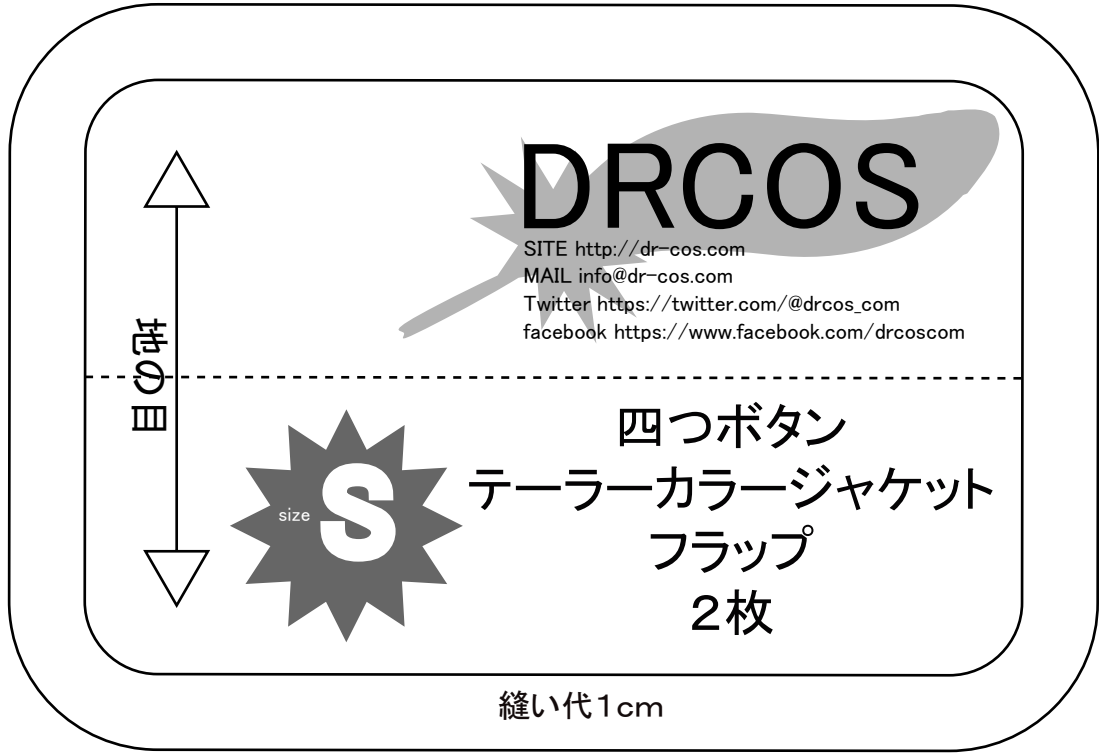 DRCOS
SITE http://dr-cos.com
MAIL info@dr-cos.com
Twitter https://twitter.com/@drcos_com
facebook https://www.facebook.com/drcoscom
地の目
size S
四つボタン
テーラーカラージャケット
フラップ
２枚
縫い代１cm